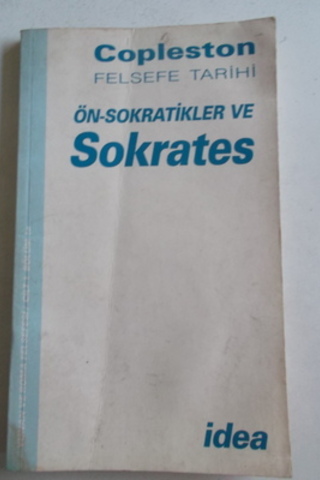 Copleston
FELSEFE TARİHİ
ÖN-SOKRATİKLER VE
Sokrates
idea